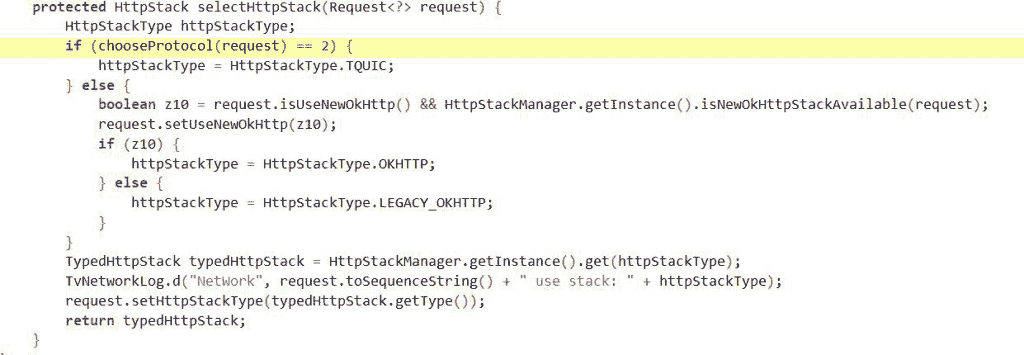 protected HttpStack selectHttpStack(Request<?> request) {
    HttpStackType httpStackType;
    if (chooseProtocol(request) == 2) {
        httpStackType = HttpStackType.TQUIC;
    } else {
        boolean z10 = request.isUseNewOkHttp() && HttpStackManager.getInstance().isNewOkHttpStackAvailable(request);
        request.setUseNewOkHttp(z10);
        if (z10) {
            httpStackType = HttpStackType.OKHTTP;
        } else {
            httpStackType = HttpStackType.LEGACY_OKHTTP;
        }
    }
    TypedHttpStack typedHttpStack = HttpStackManager.getInstance().get(httpStackType);
    TvNetworkLog.d("NetWork", request.toSequenceString() + " use stack: " + httpStackType);
    request.setHttpStackType(typedHttpStack.getType());
    return typedHttpStack;
}